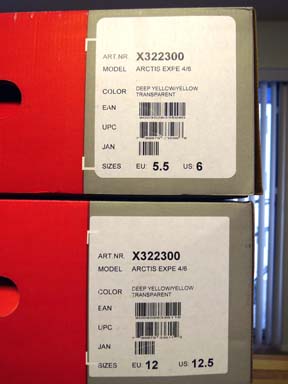 ART.NR. X322300
MODEL ARCTIS EXPE 4/6
COLOR DEEP YELLOW/YELLOW
TRANSPARENT
EAN
UPC
JAN
SIZES EU: 5.5 US: 6
ART.NR. X322300
MODEL ARCTIS EXPE 4/6
COLOR DEEP YELLOW/YELLOW
TRANSPARENT
EAN
UPC
JAN
SIZES EU: 12 US: 12.5